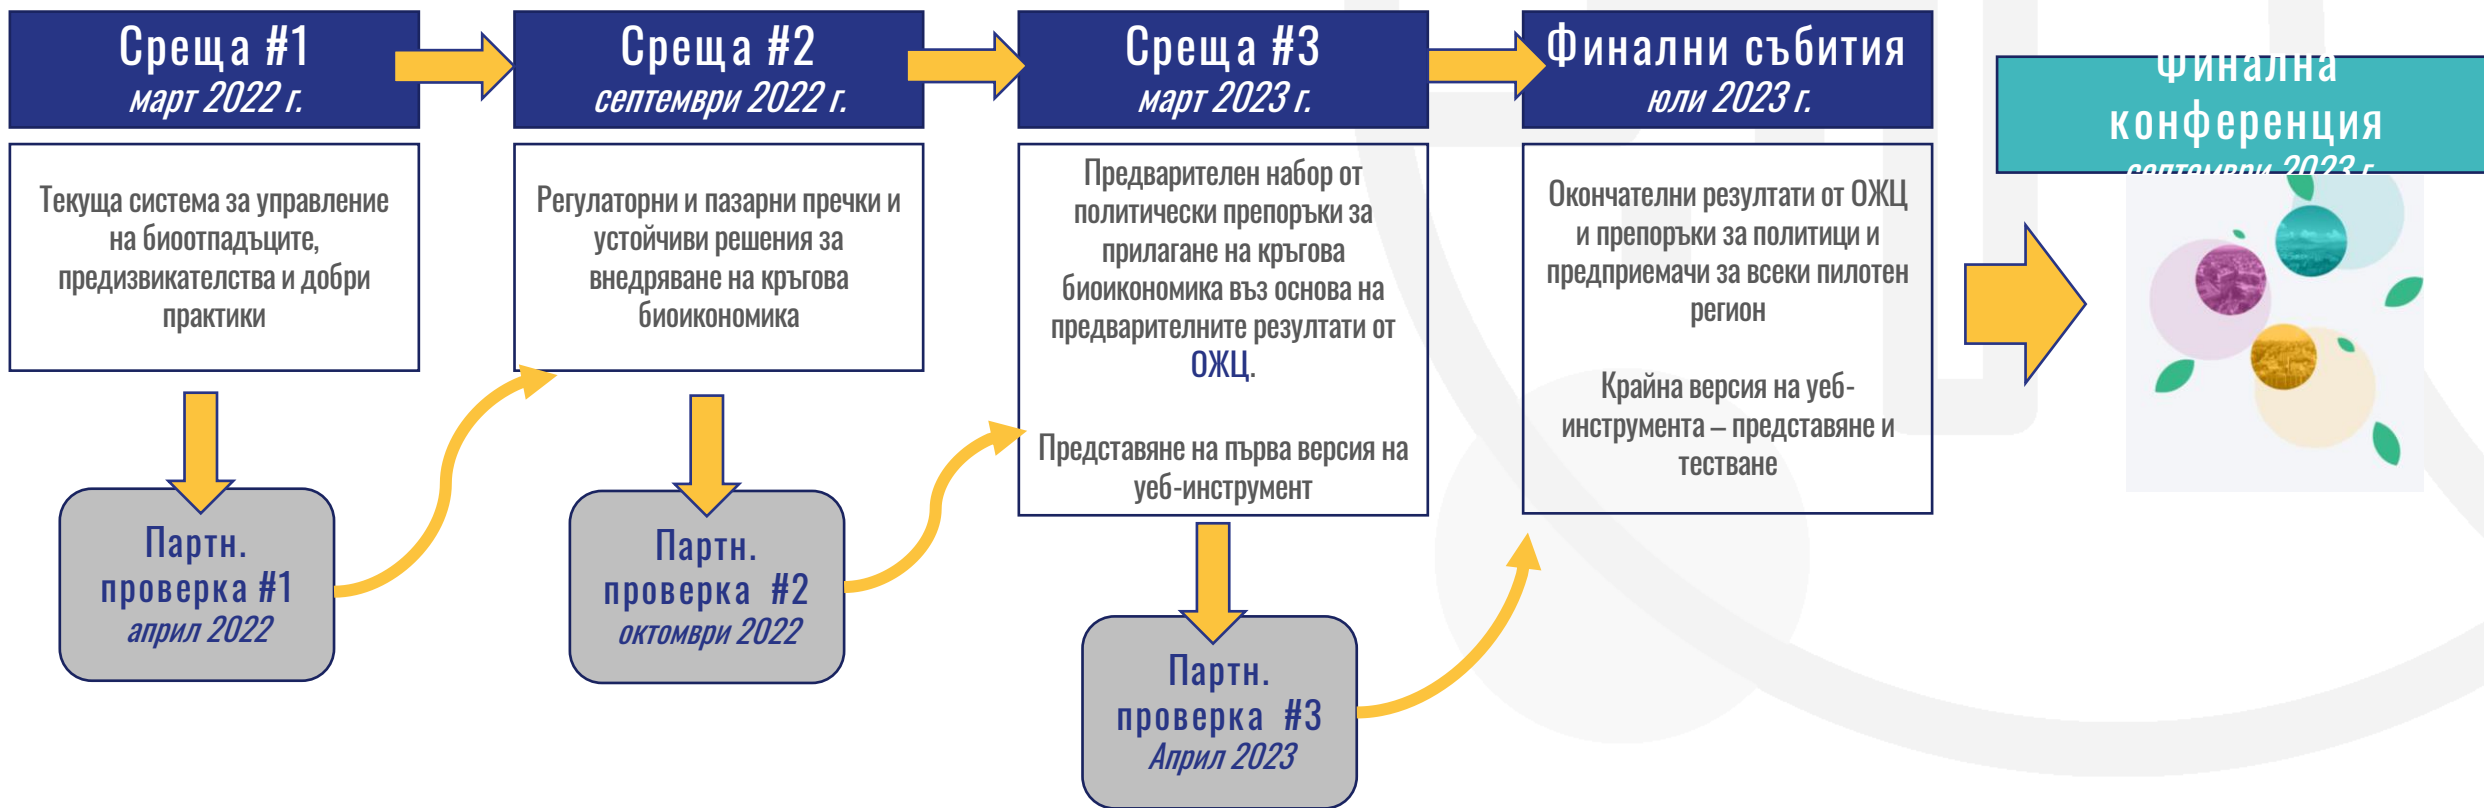 Среща #1
март 2022 г.
Текуща система за управление
на биоотпадъците,
предизвикателства и добри
практики
Партн.
проверка #1
април 2022
Среща #2
септември 2022 г.
Регулаторни и пазарни пречки и
устойчиви решения за
внедряване на кръгова
биоикономика
Партн.
проверка #2
октомври 2022
Среща #3
март 2023 г.
Предварителен набор от
политически препоръки за
прилагане на кръгова
биоикономика въз основа на
предварителните резултати от
ОЖЦ.
Представяне на първа версия на
уеб-инструмент
Партн.
проверка #3
Април 2023
Финални събития
юли 2023 г.
Окончателни резултати от ОЖЦ
и препоръки за политици и
предприемачи за всеки пилотен
регион
Крайна версия на уеб-
инструмента – представяне и
тестване
Финална
конференция
септември 2023 г.